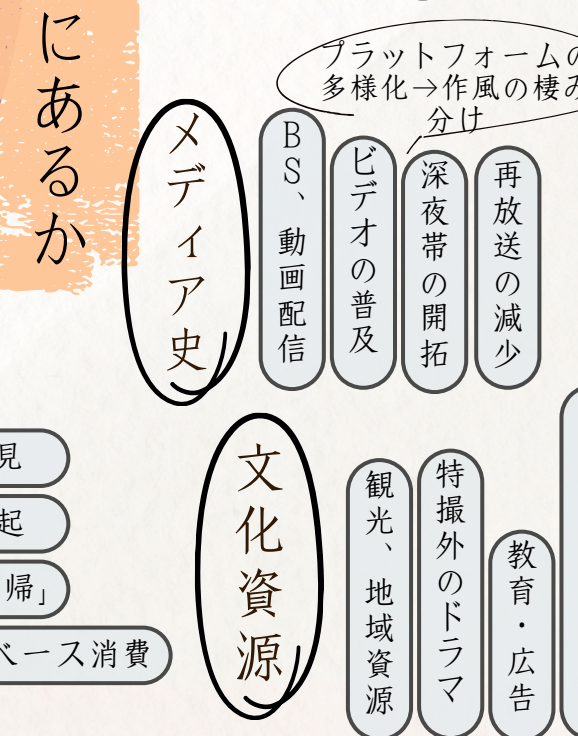 にあるか
プラットフォームの
多様化→作風の棲み
分け
再放送の減少
深夜帯の開拓
ビデオの普及
BS、動画配信
メディア史
教育・広告
特撮外のドラマ
観光、地域資源
文化資源
見
起
帰」
ベース消費